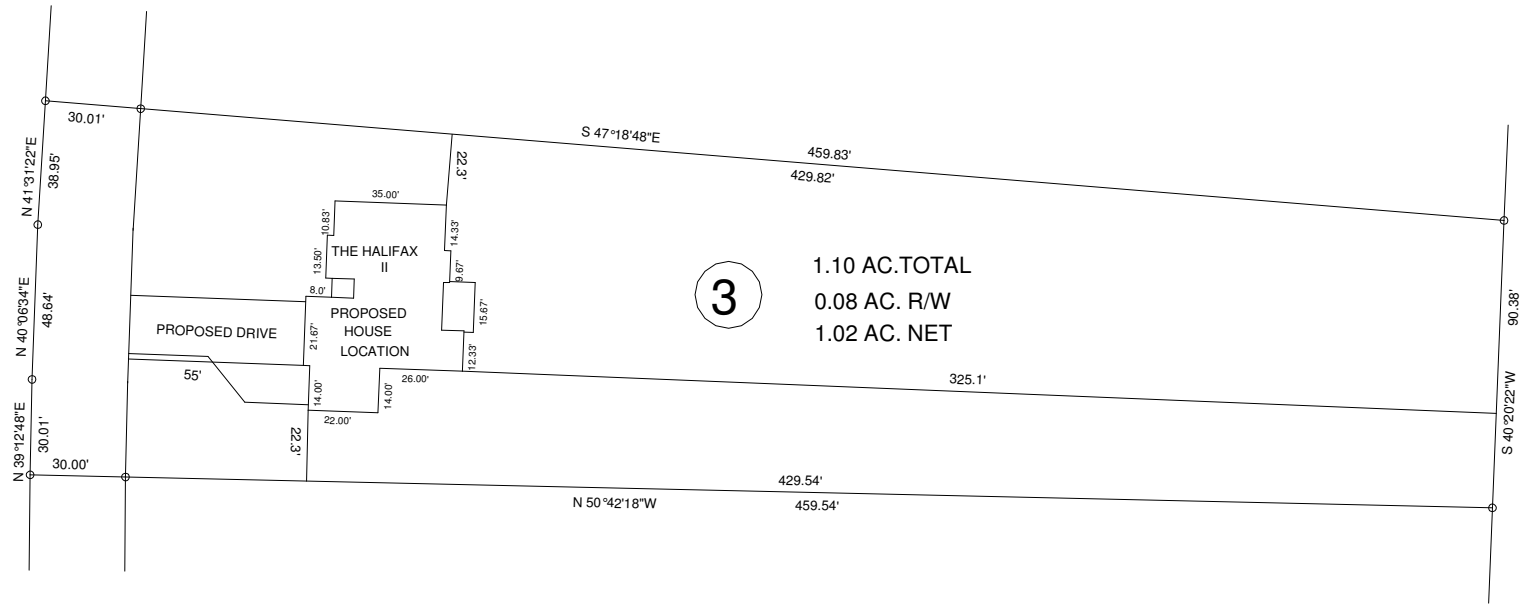 30.01'
S 47°18'48"E
459.83'
429.82'
22.3'
N 41°31'22"E
38.95'
35.00'
10.83'
14.33'
THE HALIFAX
II
13.50'
9.67'
8.0'
1.10 AC.TOTAL
3
0.08 AC. R/W
1.02 AC. NET
N 40°06'34"E
48.64'
90.38'
PROPOSED
HOUSE
LOCATION
15.67'
PROPOSED DRIVE
21.67'
12.33'
55'
26.00'
325.1'
14.00'
14.00'
22.00'
S 40°20'22"W
N 39°12'48"E
30.01'
22.3'
30.00'
429.54'
N 50°42'18"W
459.54'